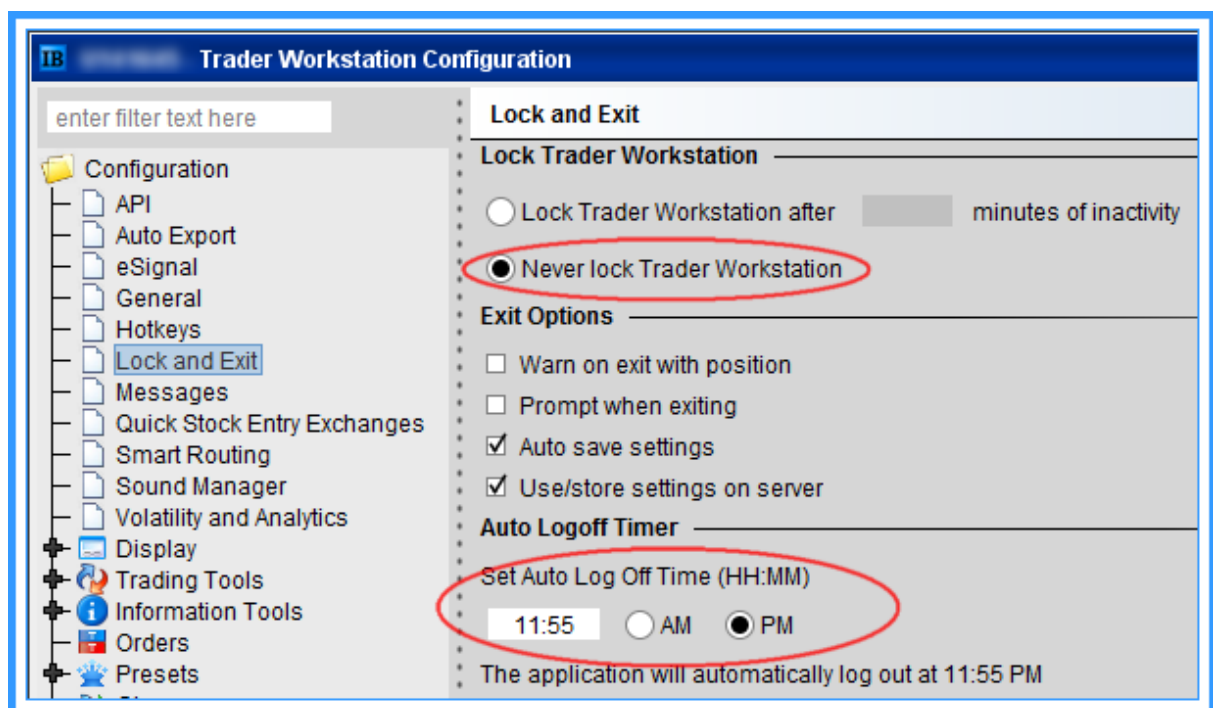 IB Trader Workstation Configuration
enter filter text here
Configuration
API
Auto Export
eSignal
General
Hotkeys
Lock and Exit
Messages
Quick Stock Entry Exchanges
Smart Routing
Sound Manager
Volatility and Analytics
Display
Trading Tools
Information Tools
Orders
Presets
Lock and Exit
Lock Trader Workstation
Lock Trader Workstation after minutes of inactivity
Never lock Trader Workstation
Exit Options
Warn on exit with position
Prompt when exiting
Auto save settings
Use/store settings on server
Auto Logoff Timer
Set Auto Log Off Time (HH:MM)
11:55 AM PM
The application will automatically log out at 11:55 PM